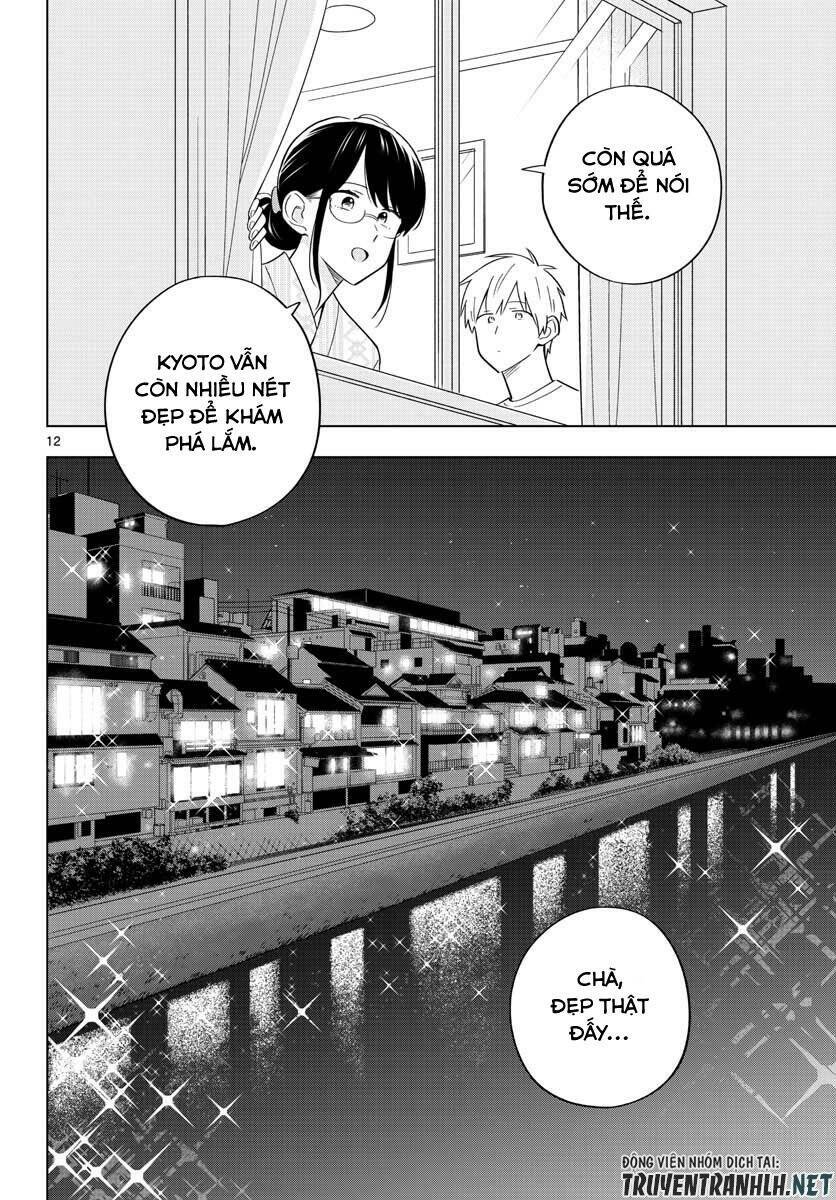 CÒN QUÁ
SỚM ĐỂ NÓI
THẾ.
KYOTO VẪN
CÒN NHIỀU NÉT
ĐẸP ĐỂ KHÁM
PHÁ LẮM.
12
CHÀ,
ĐẸP THẬT
ĐẤY...
ĐỘNG VIÊN NHÓM DỊCH TẠI:
TRUYENTRANHLH.NET